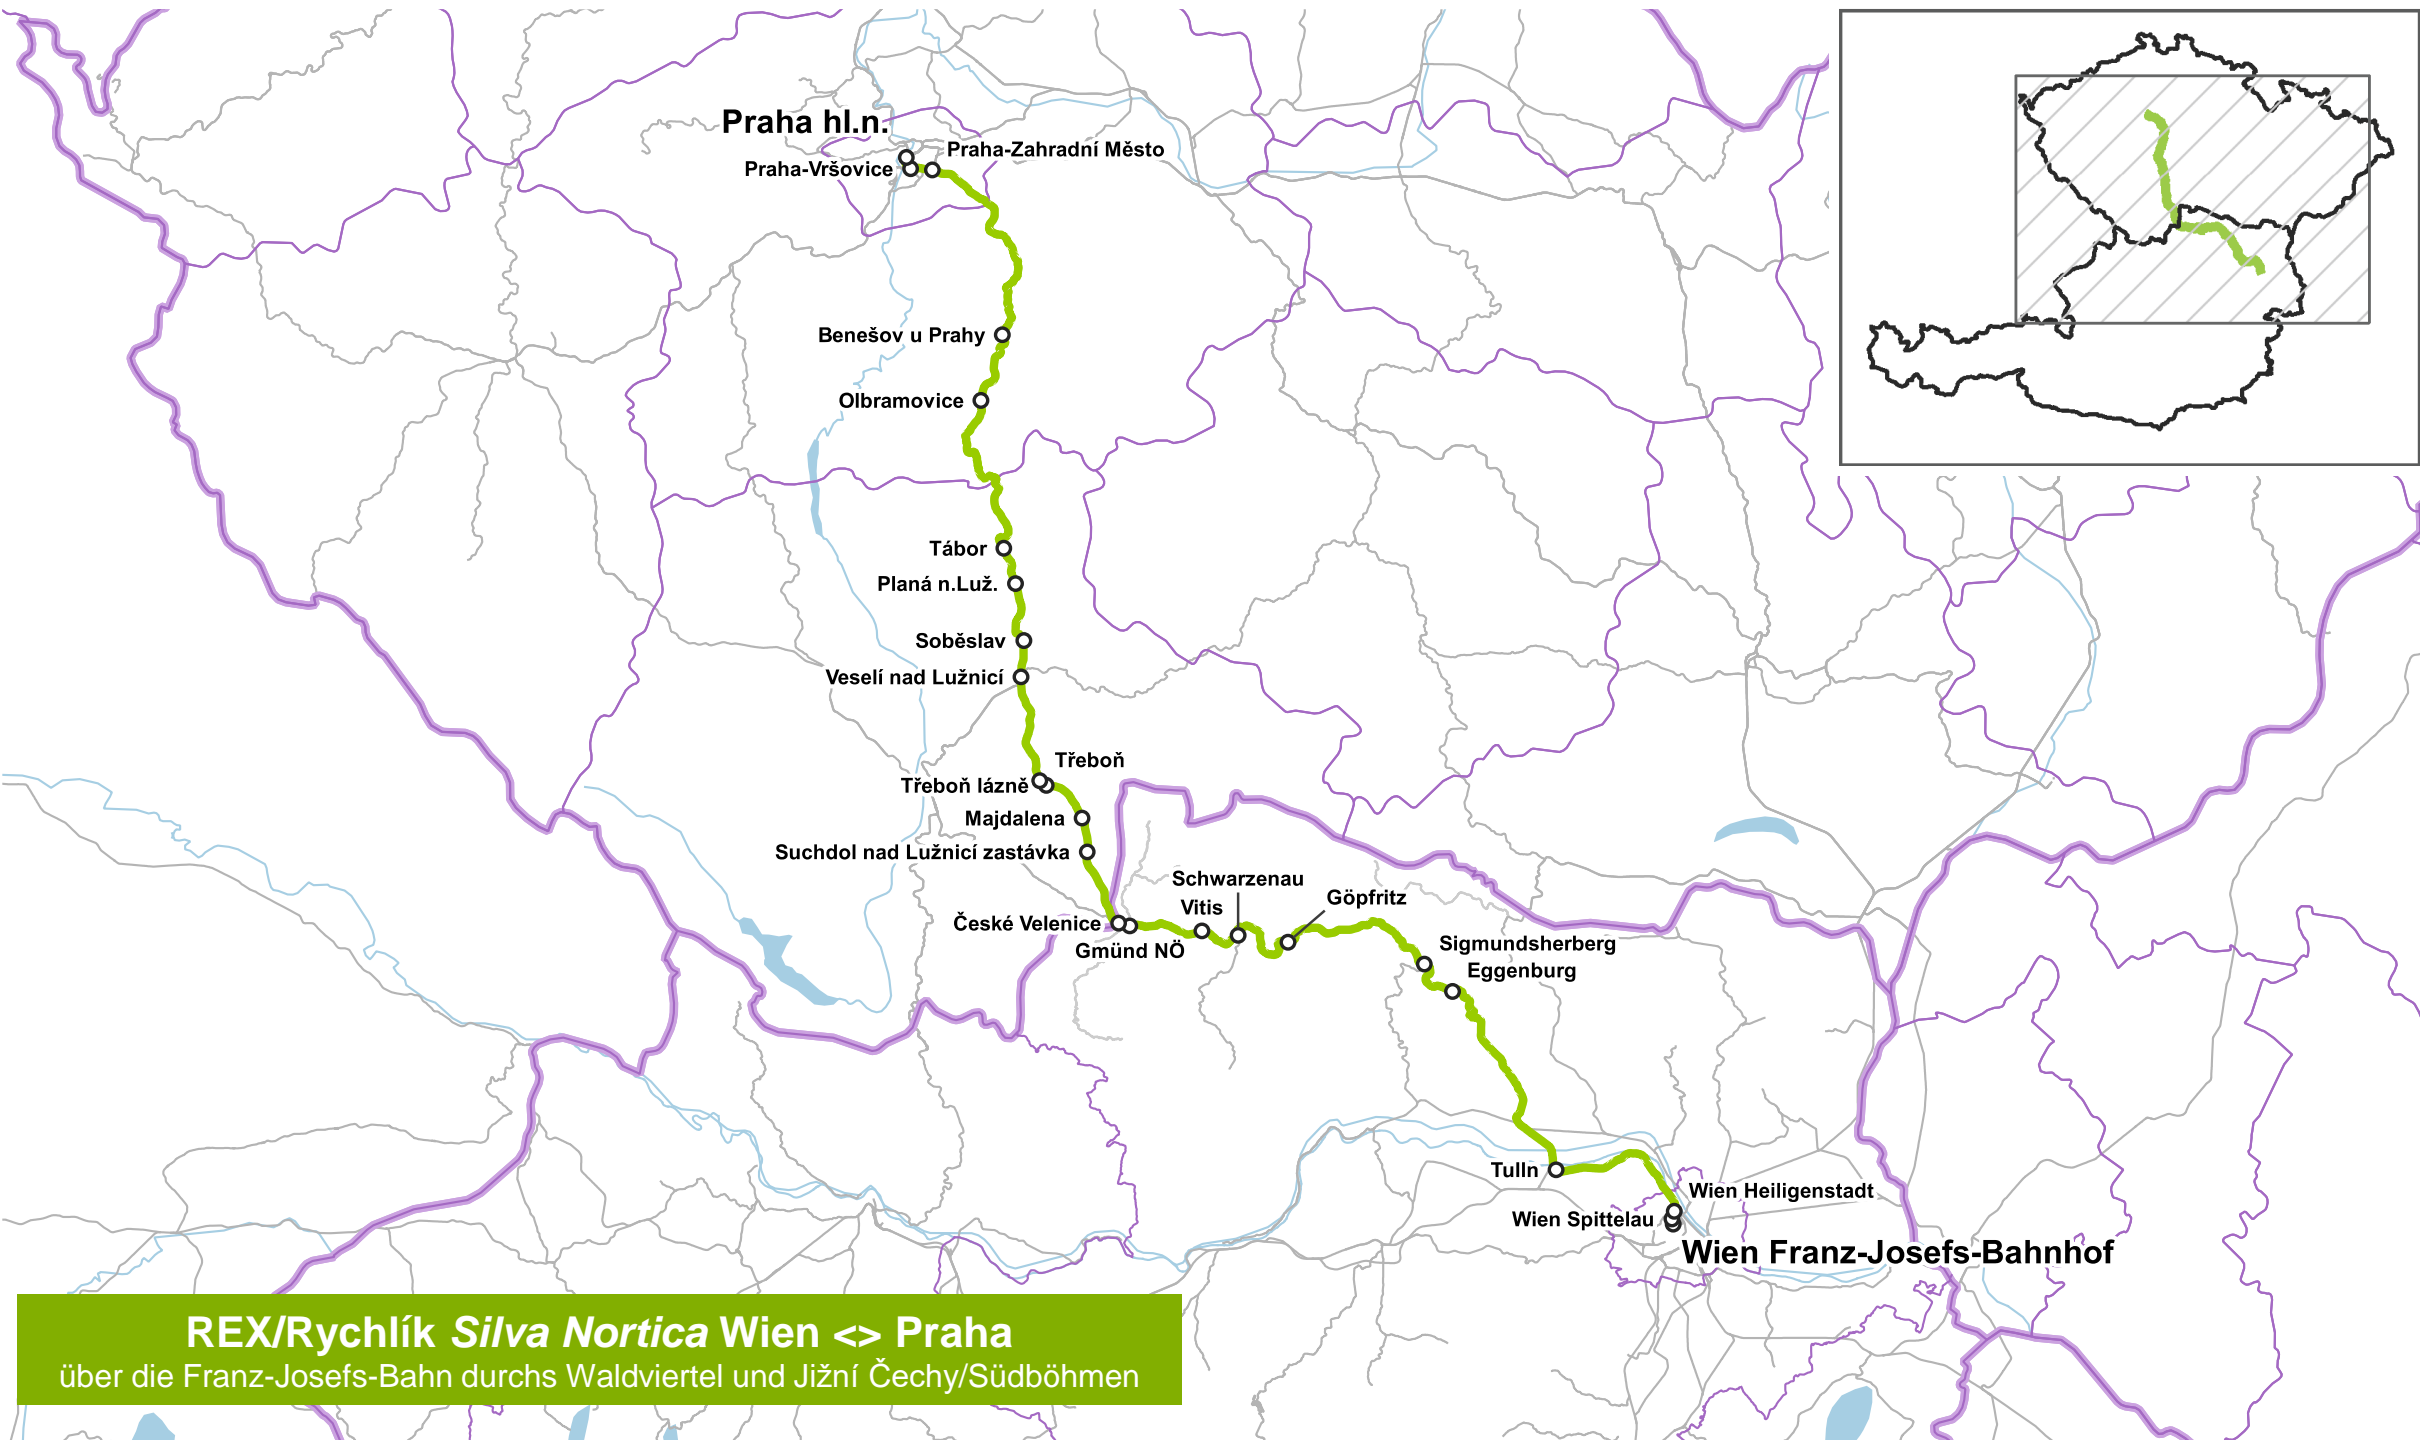 Praha hl.n.
Praha-Zahradní Město
Praha-Vršovice
Benešov u Prahy
Olbramovice
Tábor
Planá n.Luž.
Soběslav
Veselí nad Lužnicí
Třeboň
Třeboň lázně
Majdalena
Suchdol nad Lužnicí zastávka
České Velenice
Gmünd NÖ
Vitis
Schwarzenau
Göpfritz
Sigmundsherberg
Eggenburg
Tulln
Wien Heiligenstadt
Wien Spittelau
Wien Franz-Josefs-Bahnhof
REX/Rychlík Silva Nortica Wien <> Praha
über die Franz-Josefs-Bahn durchs Waldviertel und Jižní Čechy/Südböhmen